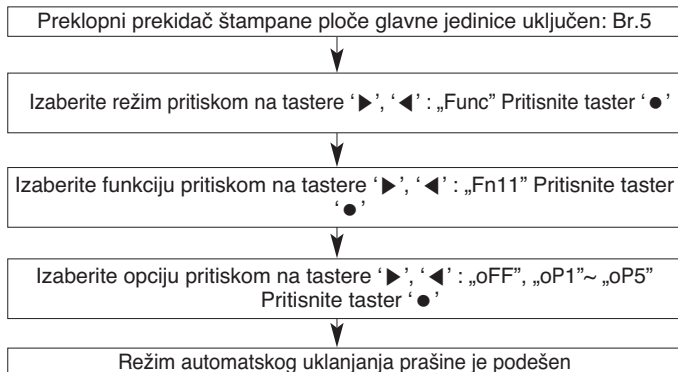 Preklopni prekidač štampane ploče glavne jedinice uključen: Br.5
Izaberite režim pritiskom na tastere ‘▶’, ‘◀’ : „Func” Pritisnite taster ‘●’
Izaberite funkciju pritiskom na tastere ‘▶’, ‘◀’ : „Fn11” Pritisnite taster
‘●’
Izaberite opciju pritiskom na tastere ‘▶’, ‘◀’ : „oFF”, „oP1”~ „oP5”
Pritisnite taster ‘●’
Režim automatskog uklanjanja prašine je podešen